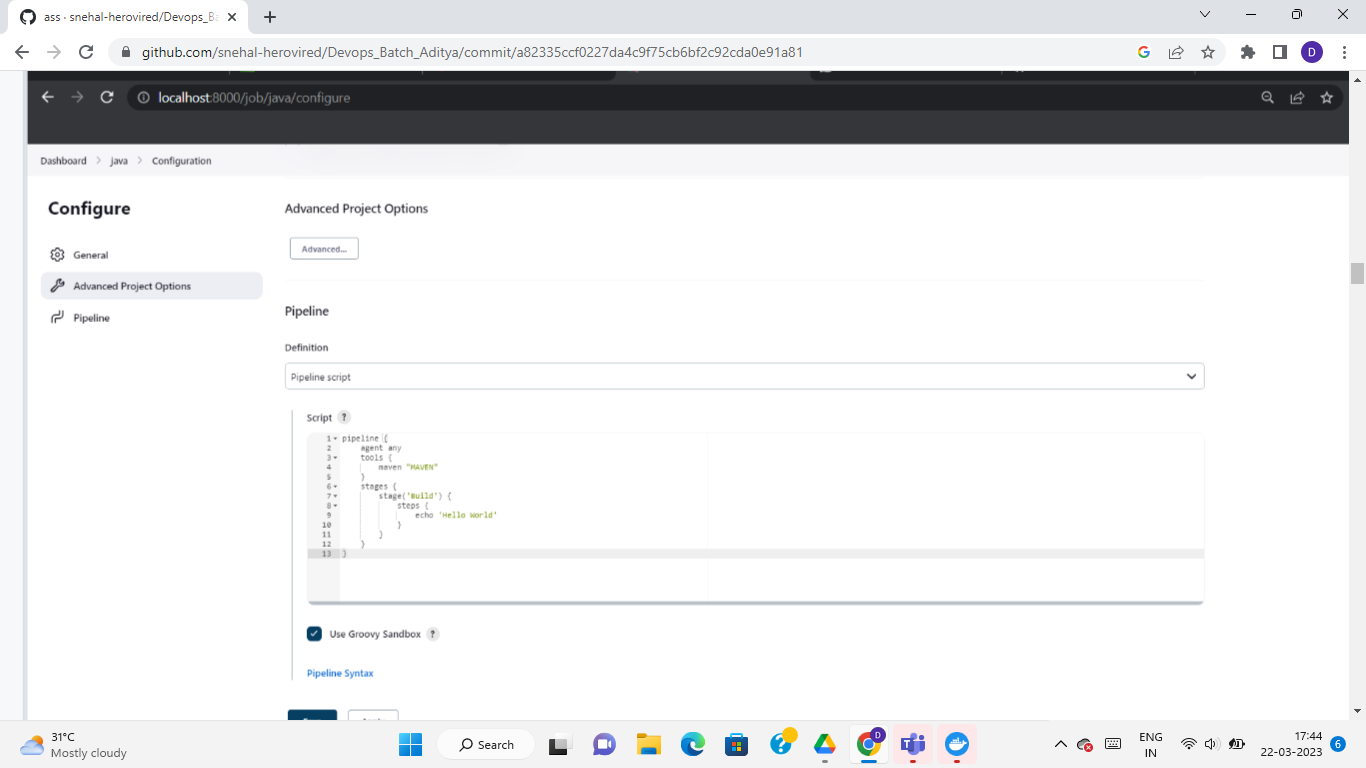 ass · snehal-herovired/Devops_Ba
github.com/snehal-herovired/Devops_Batch_Aditya/commit/a82335ccf0227da4c9f75cb6bf2c92cda0e91a81
D
localhost:8000/job/java/configure
Dashboard > java > Configuration
Configure
General
Advanced Project Options
Pipeline
Advanced Project Options
Advanced...
Pipeline
Definition
Pipeline script
Script ?
1 pipeline {
2 agent any
3 tools {
4 maven "MAVEN"
5 }
6 stages {
7 stage('Build') {
8 steps {
9 echo 'Hello World'
10 }
11 }
12 }
13 }
Use Groovy Sandbox ?
Pipeline Syntax
31°C
Mostly cloudy
Search
D
ENG
IN
17:44
22-03-2023
6